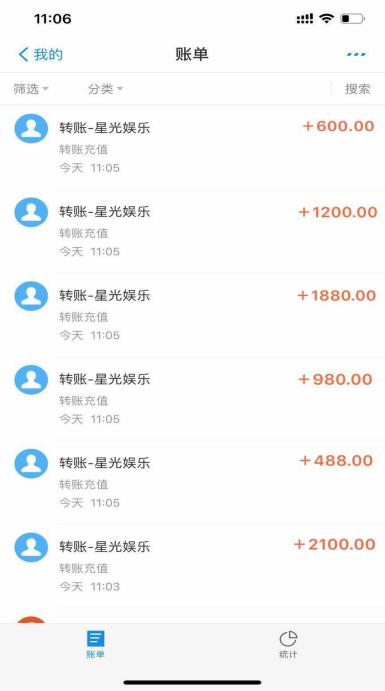 11:06
我的
账单
筛选
分类
搜索
转账-星光娱乐
+600.00
转账充值
今天 11:05
转账-星光娱乐
+1200.00
转账充值
今天 11:05
转账-星光娱乐
+1880.00
转账充值
今天 11:05
转账-星光娱乐
+980.00
转账充值
今天 11:05
转账-星光娱乐
+488.00
转账充值
今天 11:05
转账-星光娱乐
+2100.00
转账充值
今天 11:03
账单
统计